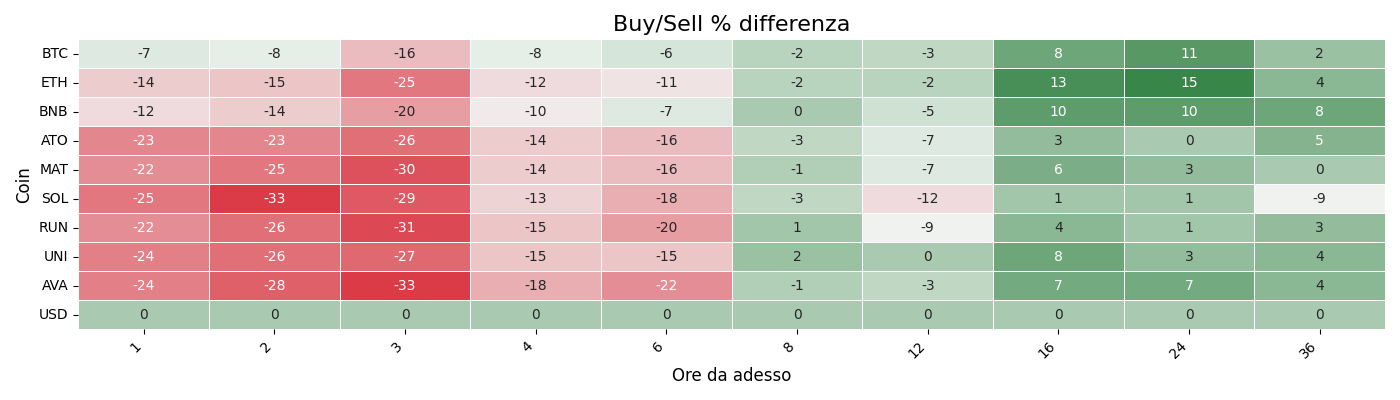 Buy/Sell % differenza
BTC -7 -8 -16 -8 -6 -2 -3 8 11 2
ETH -14 -15 -25 -12 -11 -2 -2 13 15 4
BNB -12 -14 -20 -10 -7 0 -5 10 10 8
ATO -23 -23 -26 -14 -16 -3 -7 3 0 5
MAT -22 -25 -30 -14 -16 -1 -7 6 3 0
SOL -25 -33 -29 -13 -18 -3 -12 1 1 -9
RUN -22 -26 -31 -15 -20 1 -9 4 1 3
UNI -24 -26 -27 -15 -15 2 0 8 3 4
AVA -24 -28 -33 -18 -22 -1 -3 7 7 4
USD 0 0 0 0 0 0 0 0 0 0
1 2 3 4 6 8 12 16 24 36
Coin
Ore da adesso